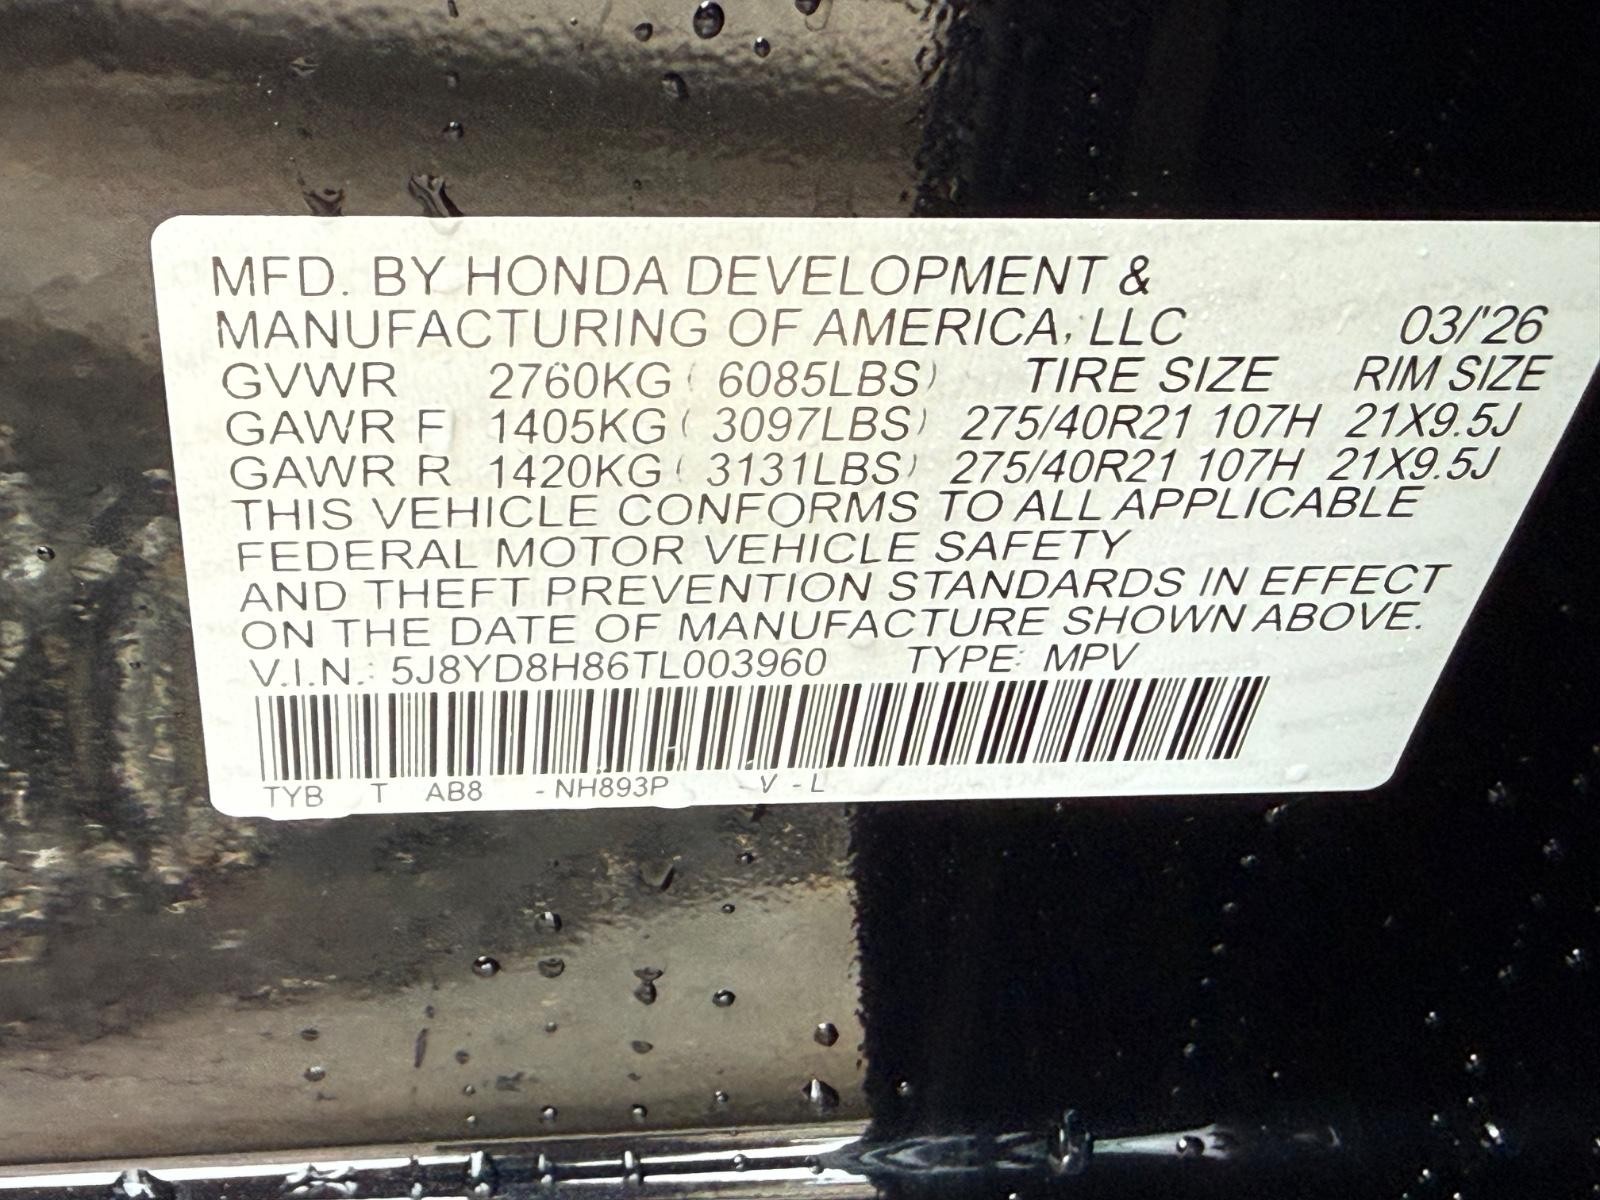 MFD. BY HONDA DEVELOPMENT &
MANUFACTURING OF AMERICA, LLC 03/'26
GVWR 2760KG ( 6085LBS) TIRE SIZE RIM SIZE
GAWR F 1405KG ( 3097LBS) 275/40R21 107H 21X9.5J
GAWR R 1420KG ( 3131LBS) 275/40R21 107H 21X9.5J
THIS VEHICLE CONFORMS TO ALL APPLICABLE
FEDERAL MOTOR VEHICLE SAFETY
AND THEFT PREVENTION STANDARDS IN EFFECT
ON THE DATE OF MANUFACTURE SHOWN ABOVE.
V.I.N.: 5J8YD8H86TL003960 TYPE: MPV
TYB T AB8 - NH893P V - L